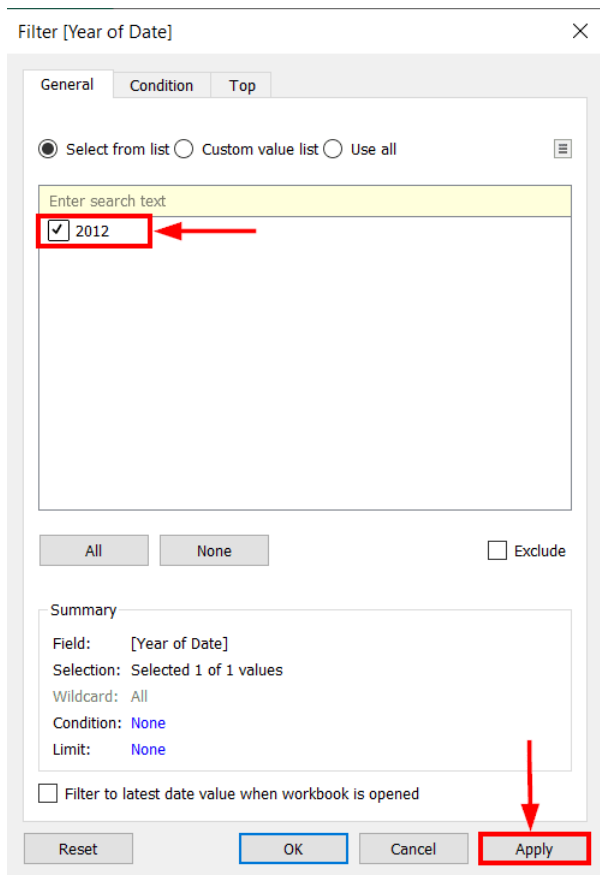 Filter [Year of Date]
General Condition Top
Select from list Custom value list Use all
Enter search text
2012
All None Exclude
Summary
Field: [Year of Date]
Selection: Selected 1 of 1 values
Wildcard: All
Condition: None
Limit: None
Filter to latest date value when workbook is opened
Reset OK Cancel Apply